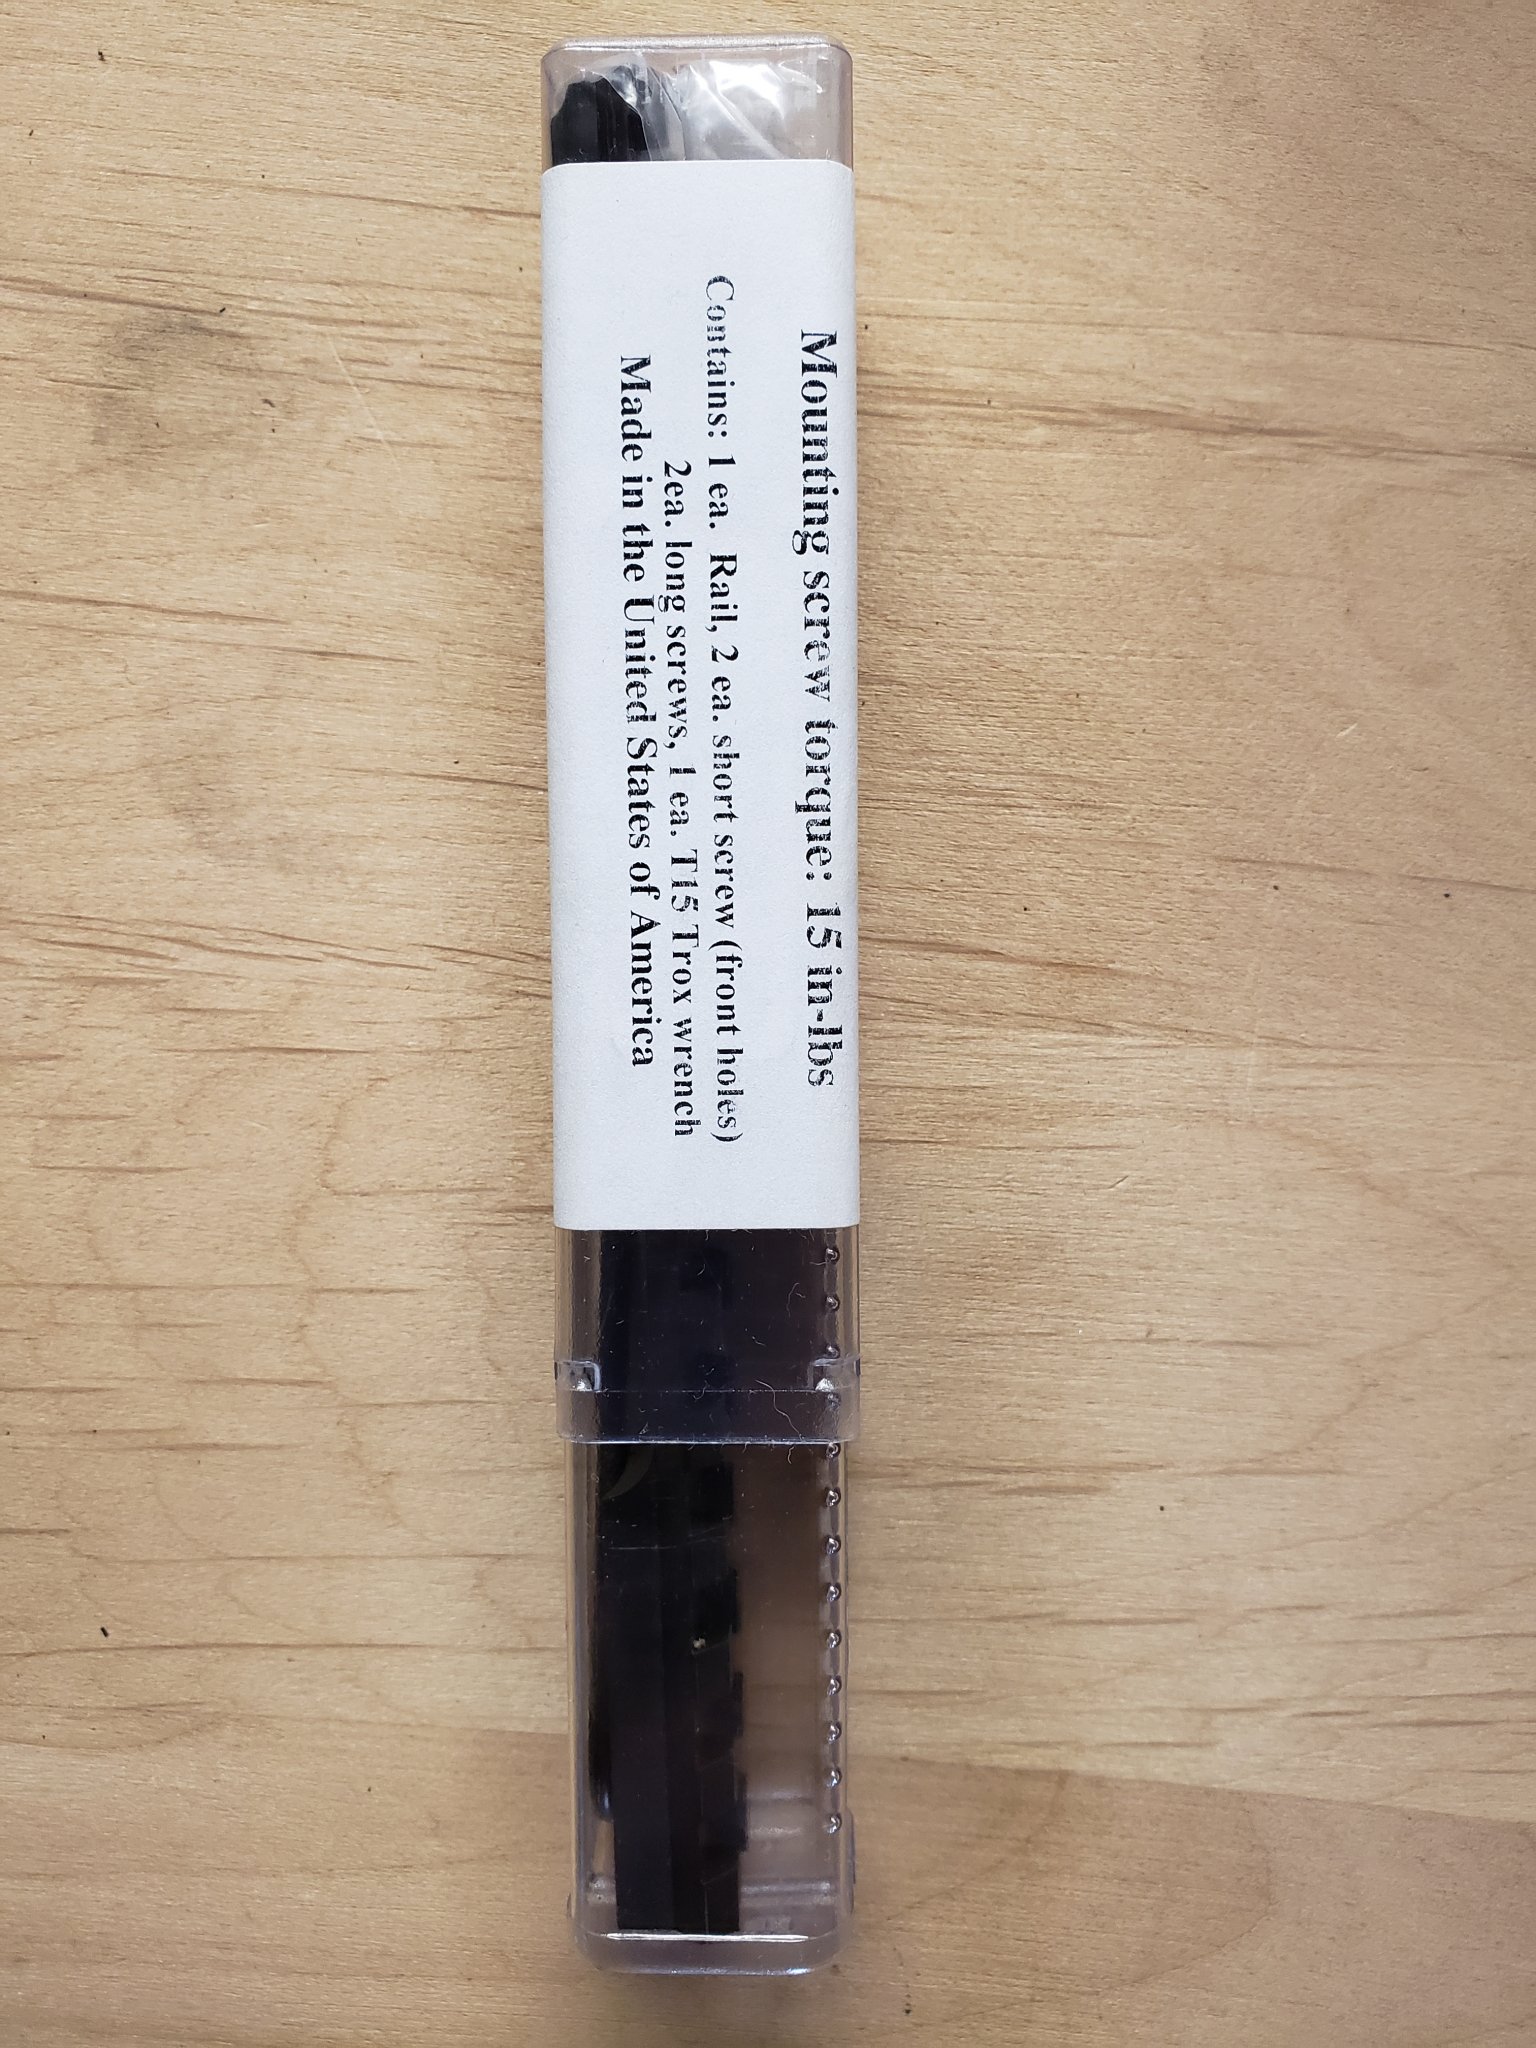 Mounting screw torque: 15 in-lbs
Contains: 1 ea. Rail, 2 ea. short screw (front holes)
2ea. long screws, 1 ea. T15 Trox wrench
Made in the United States of America